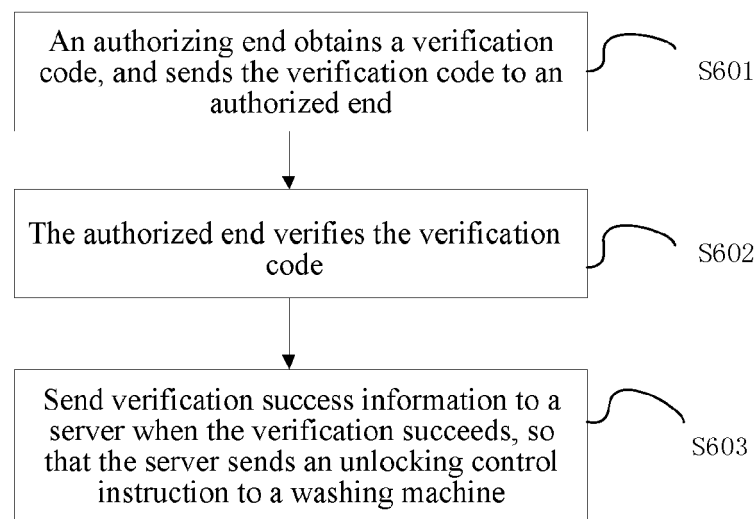 An authorizing end obtains a verification
code, and sends the verification code to an
authorized end
S601
The authorized end verifies the verification
code
S602
Send verification success information to a
server when the verification succeeds, so
that the server sends an unlocking control
instruction to a washing machine
S603